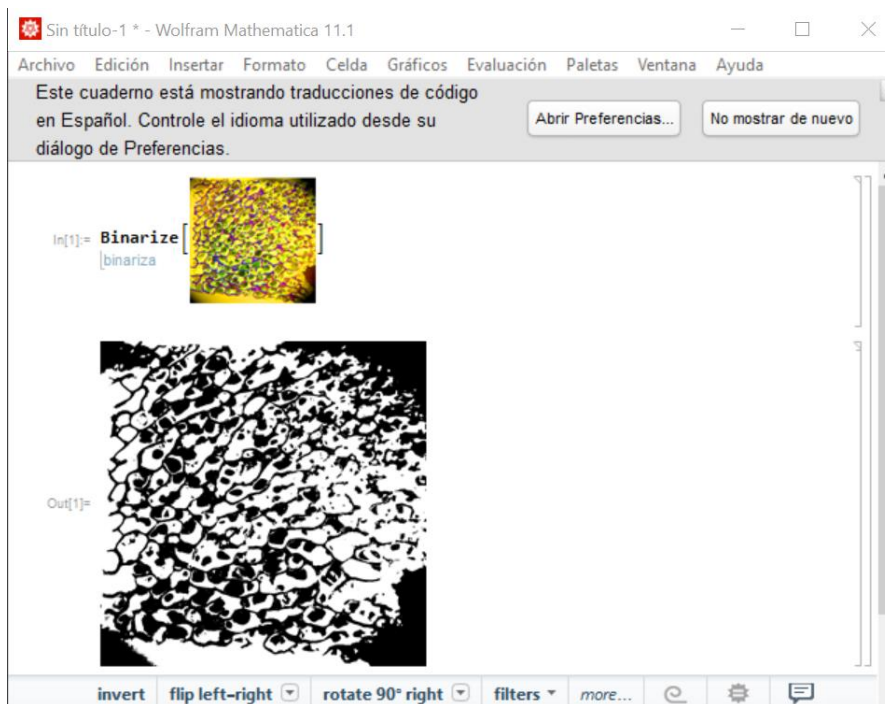 Sin título-1 * - Wolfram Mathematica 11.1
Archivo Edición Insertar Formato Celda Gráficos Evaluación Paletas Ventana Ayuda
Este cuaderno está mostrando traducciones de código
en Español. Controle el idioma utilizado desde su
diálogo de Preferencias.
Abrir Preferencias...
No mostrar de nuevo
In[1]:= Binarize[ ]
binariza
Out[1]=
invert flip left-right rotate 90° right filters more...